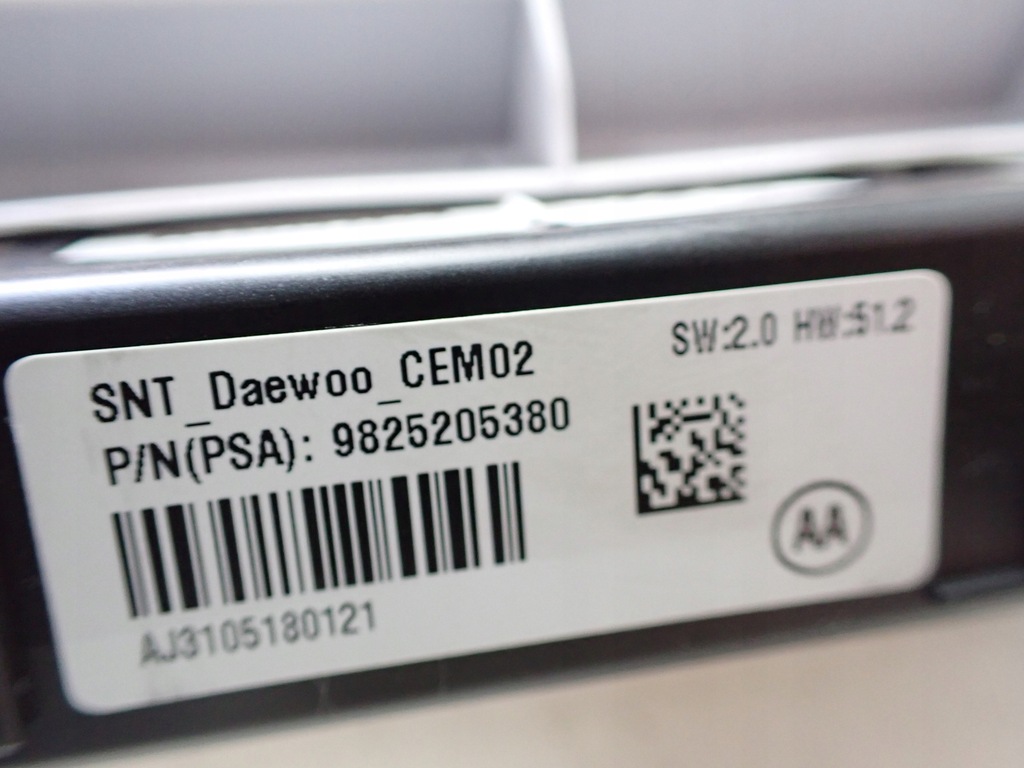 SNT_Daewoo_CEM02
SW:2.0 HW:51.2
P/N(PSA): 9825205380
AA
AJ3105180121